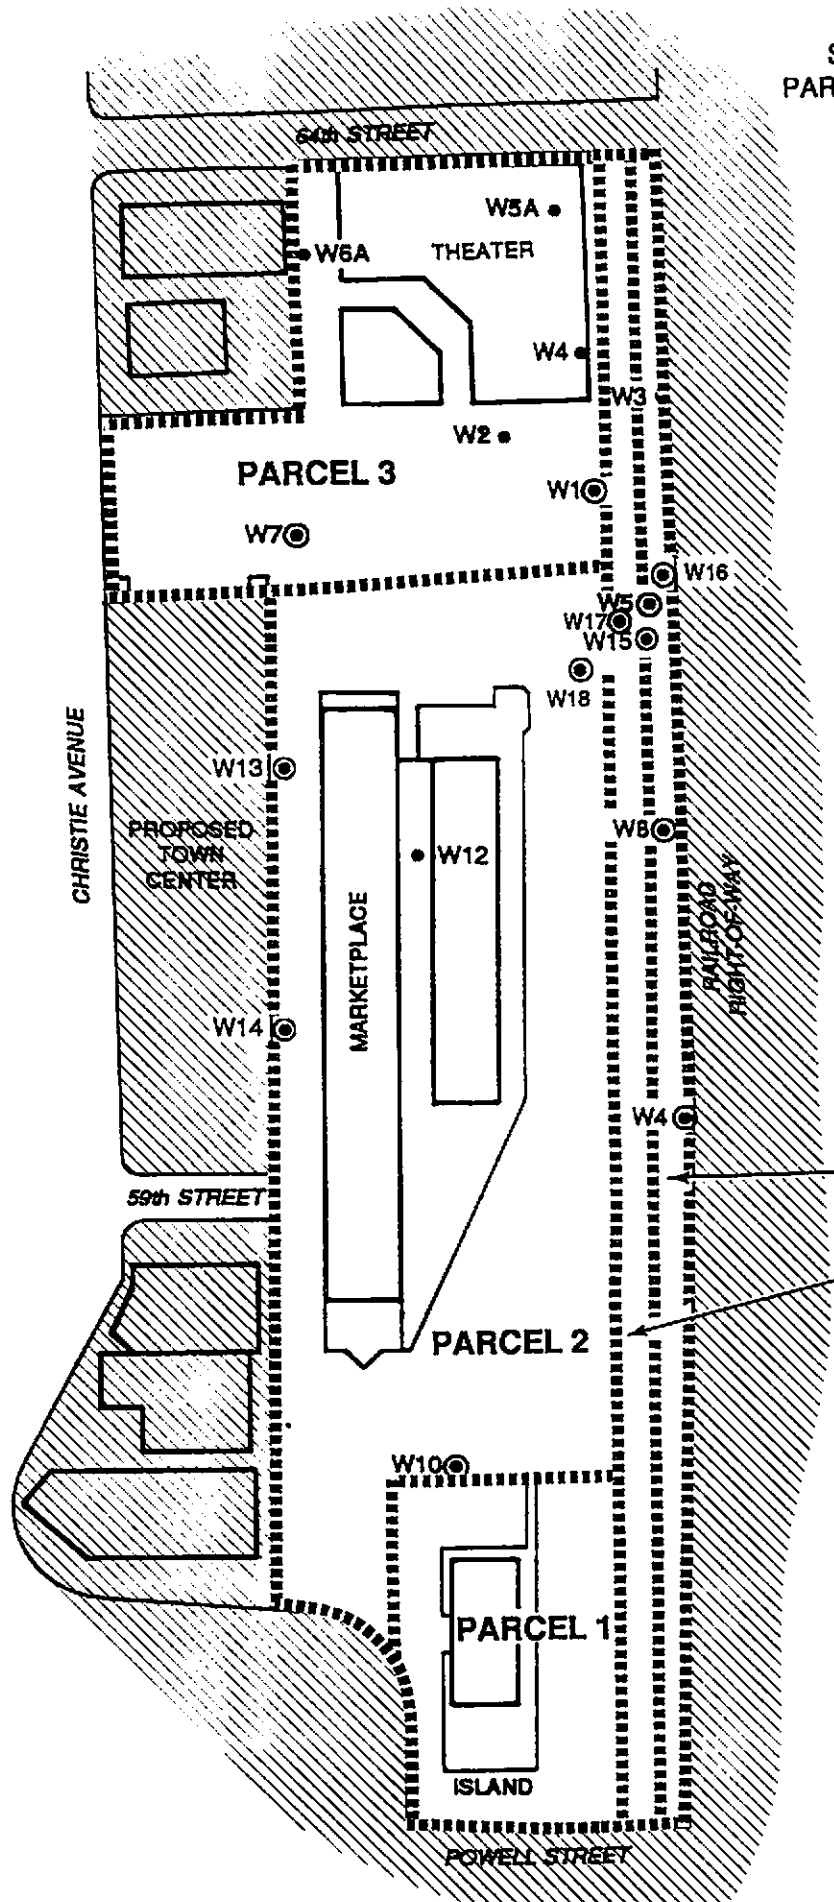 S
PAR
64th STREET
W5A
W6A
THEATER
W4
W3
W2
PARCEL 3
W1
W7
W16
W5
W17
W15
W18
CHRISTIE AVENUE
W13
PROPOSED
TOWN
CENTER
W8
W12
RAILROAD
RIGHT-OF-WAY
MARKETPLACE
W14
W4
59th STREET
PARCEL 2
W10
PARCEL 1
ISLAND
POWELL STREET